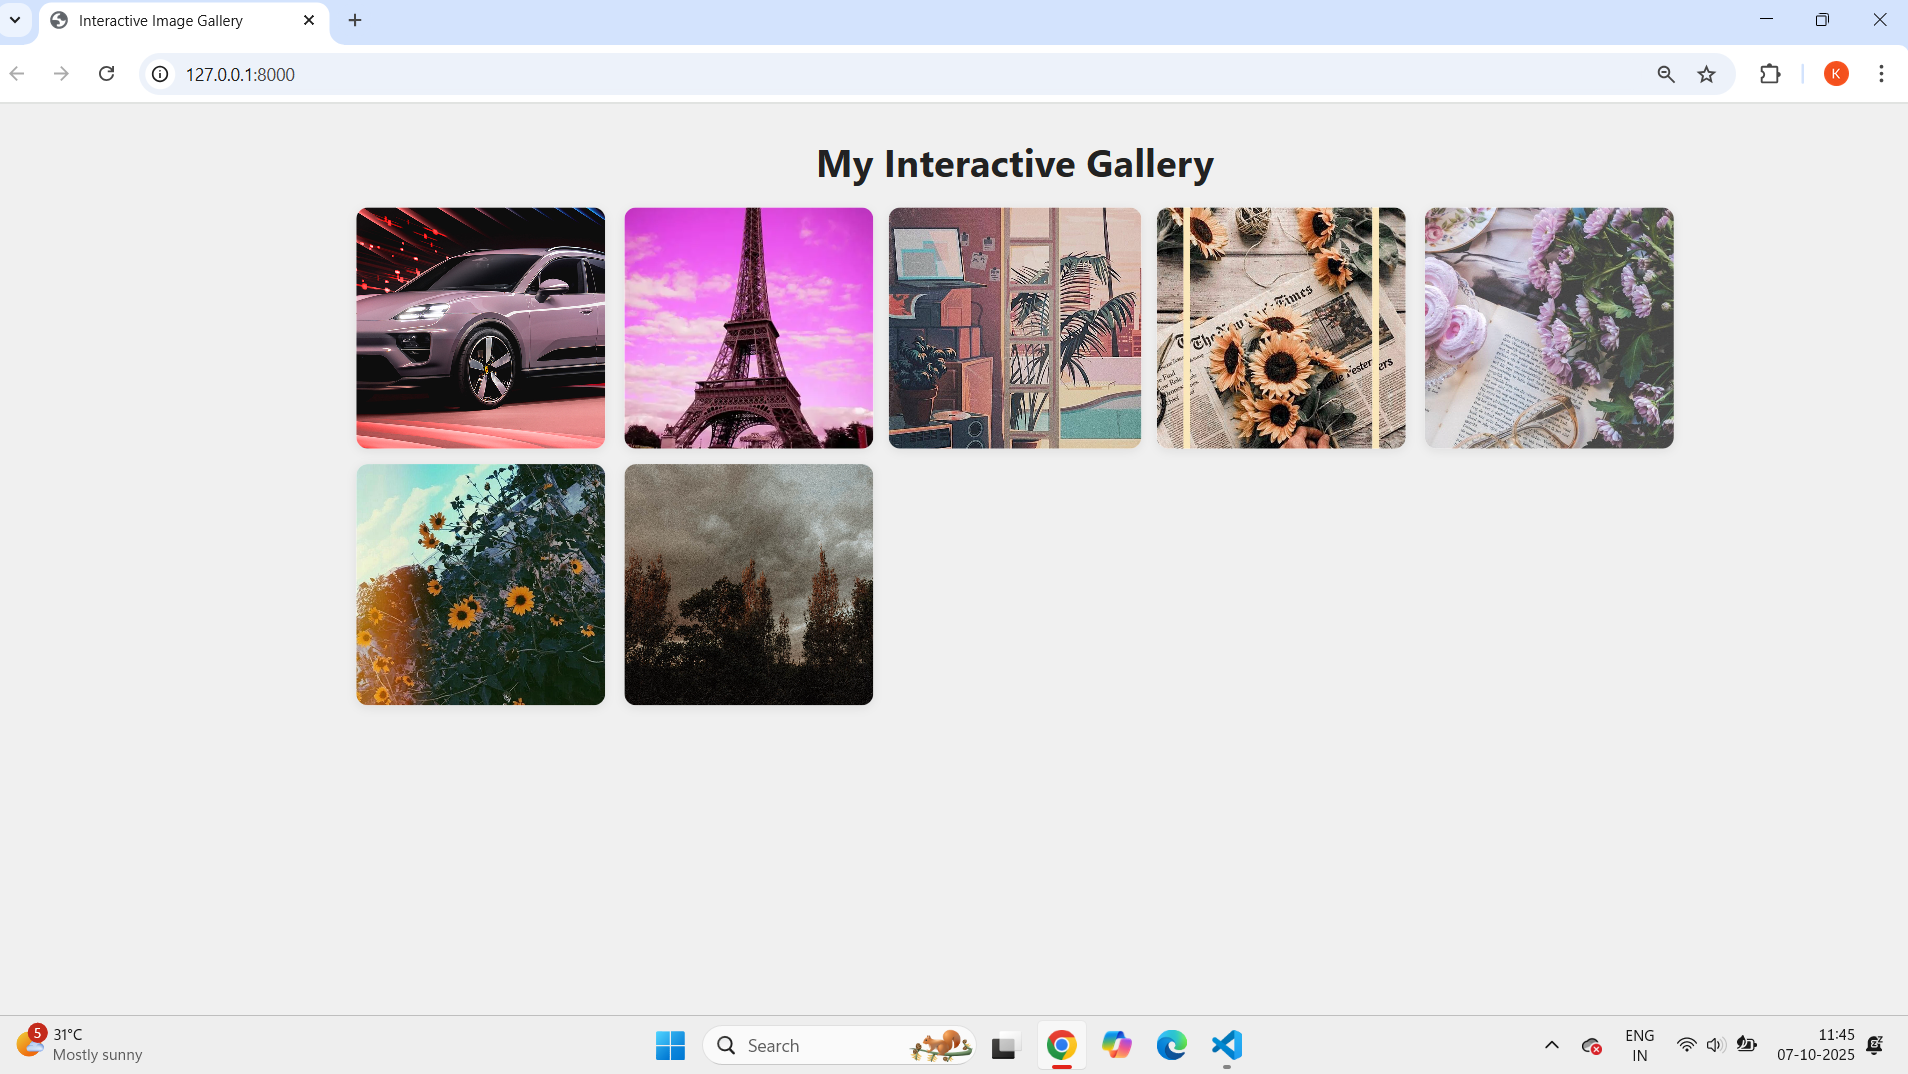 Interactive Image Gallery
127.0.0.1:8000
K
My Interactive Gallery
The New York Times
5
31°C
Mostly sunny
Search
ENG
IN
11:45
07-10-2025